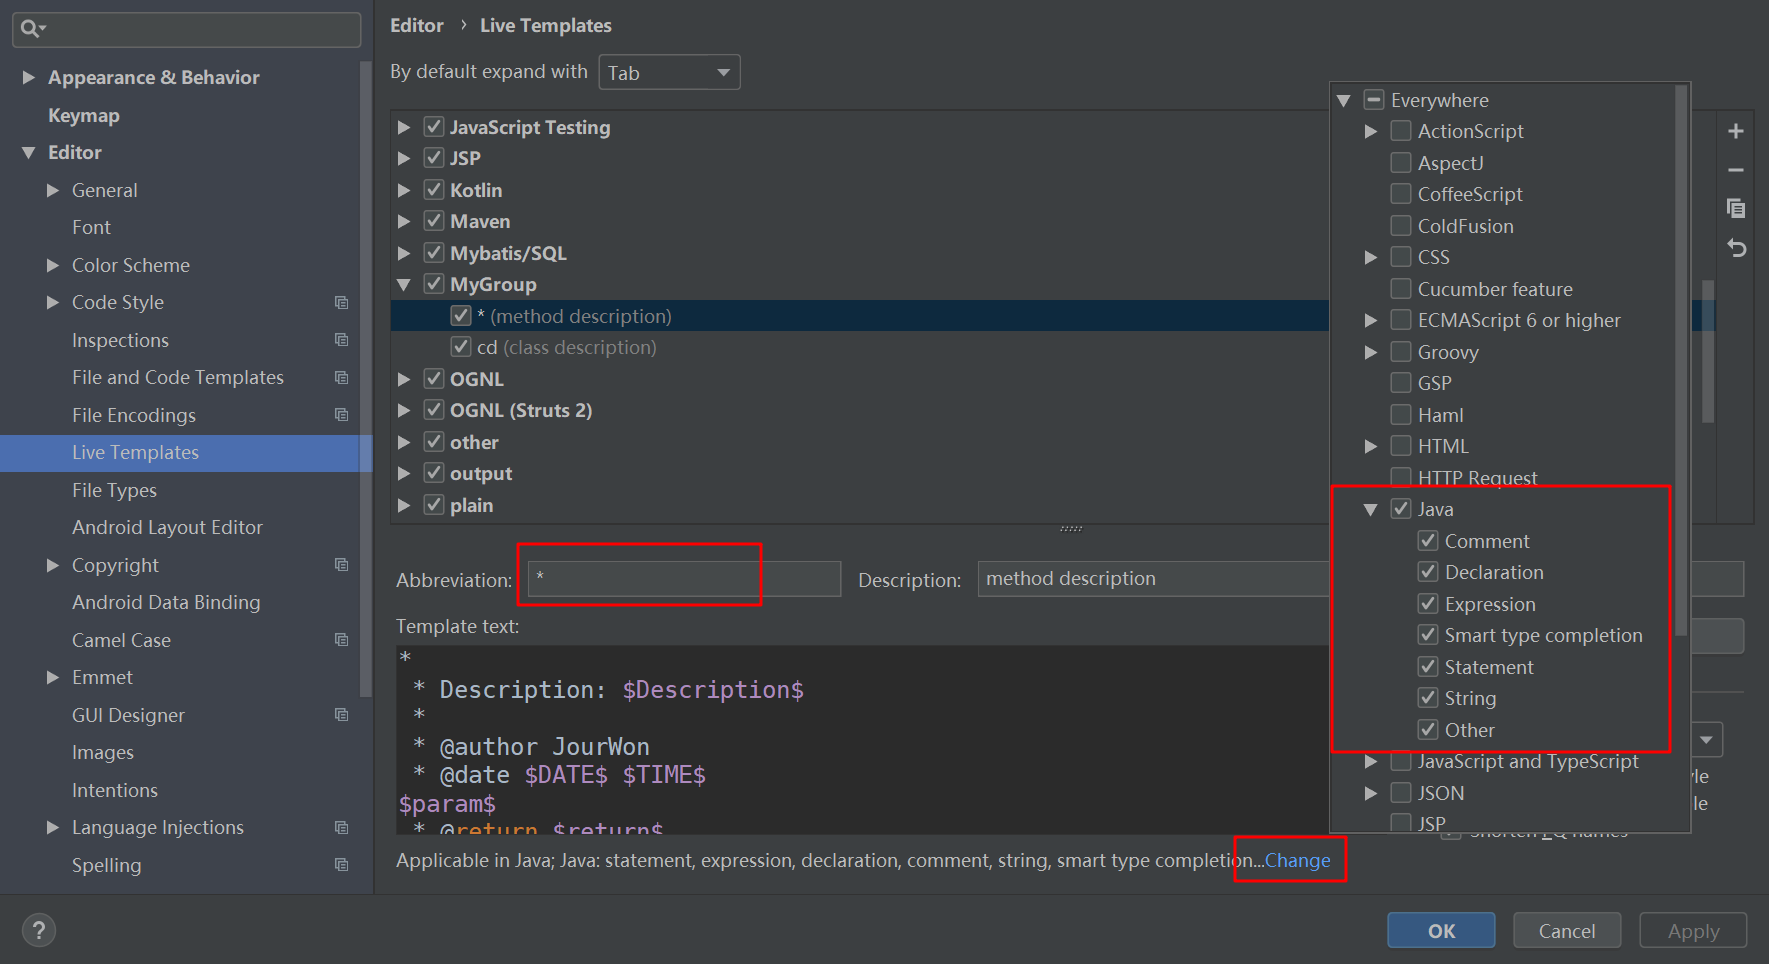 Editor › Live Templates
By default expand with Tab
Appearance & Behavior
Keymap
Editor
General
Font
Color Scheme
Code Style
Inspections
File and Code Templates
File Encodings
Live Templates
File Types
Android Layout Editor
Copyright
Android Data Binding
Camel Case
Emmet
GUI Designer
Images
Intentions
Language Injections
Spelling
JavaScript Testing
JSP
Kotlin
Maven
Mybatis/SQL
MyGroup
* (method description)
cd (class description)
OGNL
OGNL (Struts 2)
other
output
plain
Abbreviation: *
Description: method description
Template text:
*
* Description: $Description$
*
* @author JourWon
* @date $DATE$ $TIME$
$param$
* @return $return$
Applicable in Java; Java: statement, expression, declaration, comment, string, smart type completion...Change
Everywhere
ActionScript
AspectJ
CoffeeScript
ColdFusion
CSS
Cucumber feature
ECMAScript 6 or higher
Groovy
GSP
Haml
HTML
HTTP Request
Java
Comment
Declaration
Expression
Smart type completion
Statement
String
Other
JavaScript and TypeScript
JSON
JSP
yle
le
Shorten FQ names
?
OK
Cancel
Apply